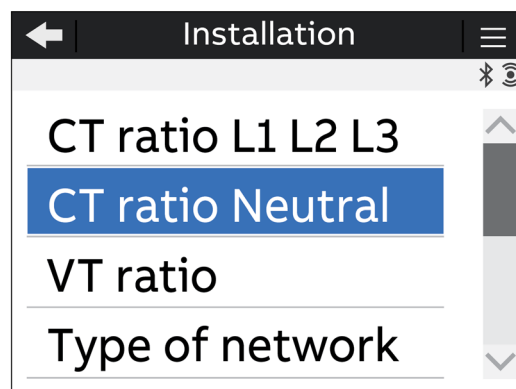 Installation
CT ratio L1 L2 L3
CT ratio Neutral
VT ratio
Type of network